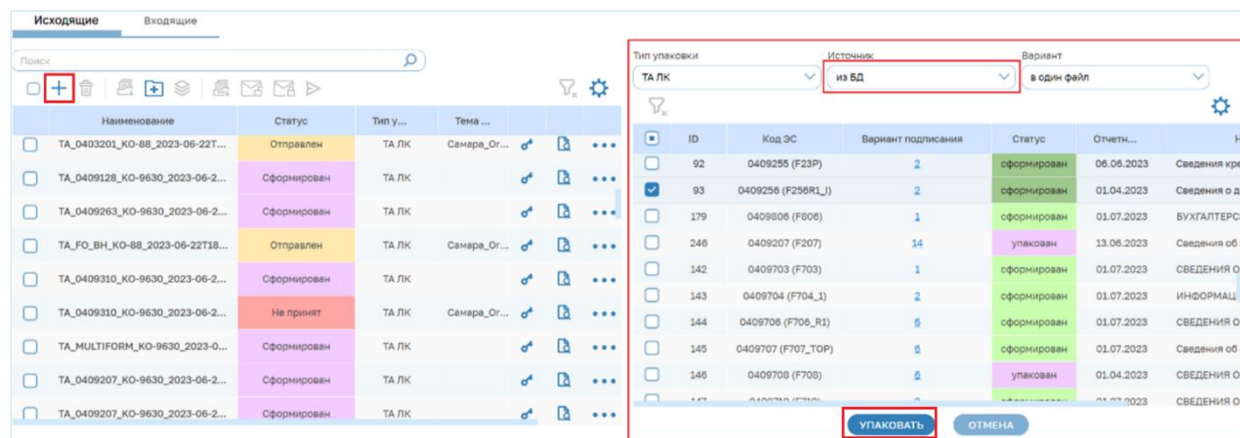 Исходящие Входящие
Поиск
Наименование Статус Тип у... Тема ...
TA_0403201_KO-88_2023-06-22T... Отправлен ТА ЛК Самара_Ог...
TA_0409128_KO-9630_2023-06-2... Сформирован ТА ЛК
TA_0409263_KO-9630_2023-06-2... Сформирован ТА ЛК
TA_FO_BH_KO-88_2023-06-22T18... Отправлен ТА ЛК Самара_Ог...
TA_0409310_KO-9630_2023-06-2... Сформирован ТА ЛК
TA_0409310_KO-9630_2023-06-2... Не принят ТА ЛК Самара_Ог...
TA_MULTIFORM_KO-9630_2023-0... Сформирован ТА ЛК
TA_0409207_KO-9630_2023-06-2... Сформирован ТА ЛК
TA_0409207_KO-9630_2023-06-2... Сформирован ТА ЛК
Тип упаковки Источник Вариант
ТА ЛК из БД в один файл
ID Код ЭС Вариант подписания Статус Отчетн... Н
92 0409255 (F23P) 2 сформирован 06.06.2023 Сведения кре
93 0409256 (F256R1_I) 2 сформирован 01.04.2023 Сведения о д
179 0409806 (F806) 1 сформирован 01.07.2023 БУХГАЛТЕРС
246 0409207 (F207) 14 упакован 13.06.2023 Сведения об
142 0409703 (F703) 1 сформирован 01.07.2023 СВЕДЕНИЯ О
143 0409704 (F704_1) 2 сформирован 01.07.2023 ИНФОРМАЦ
144 0409706 (F706_R1) 6 сформирован 01.07.2023 СВЕДЕНИЯ О
145 0409707 (F707_TOP) 6 сформирован 01.07.2023 Сведения об
146 0409708 (F708) 6 упакован 01.04.2023 СВЕДЕНИЯ О
сформирован 01.07.2023 СВЕДЕНИЯ О
УПАКОВАТЬ ОТМЕНА